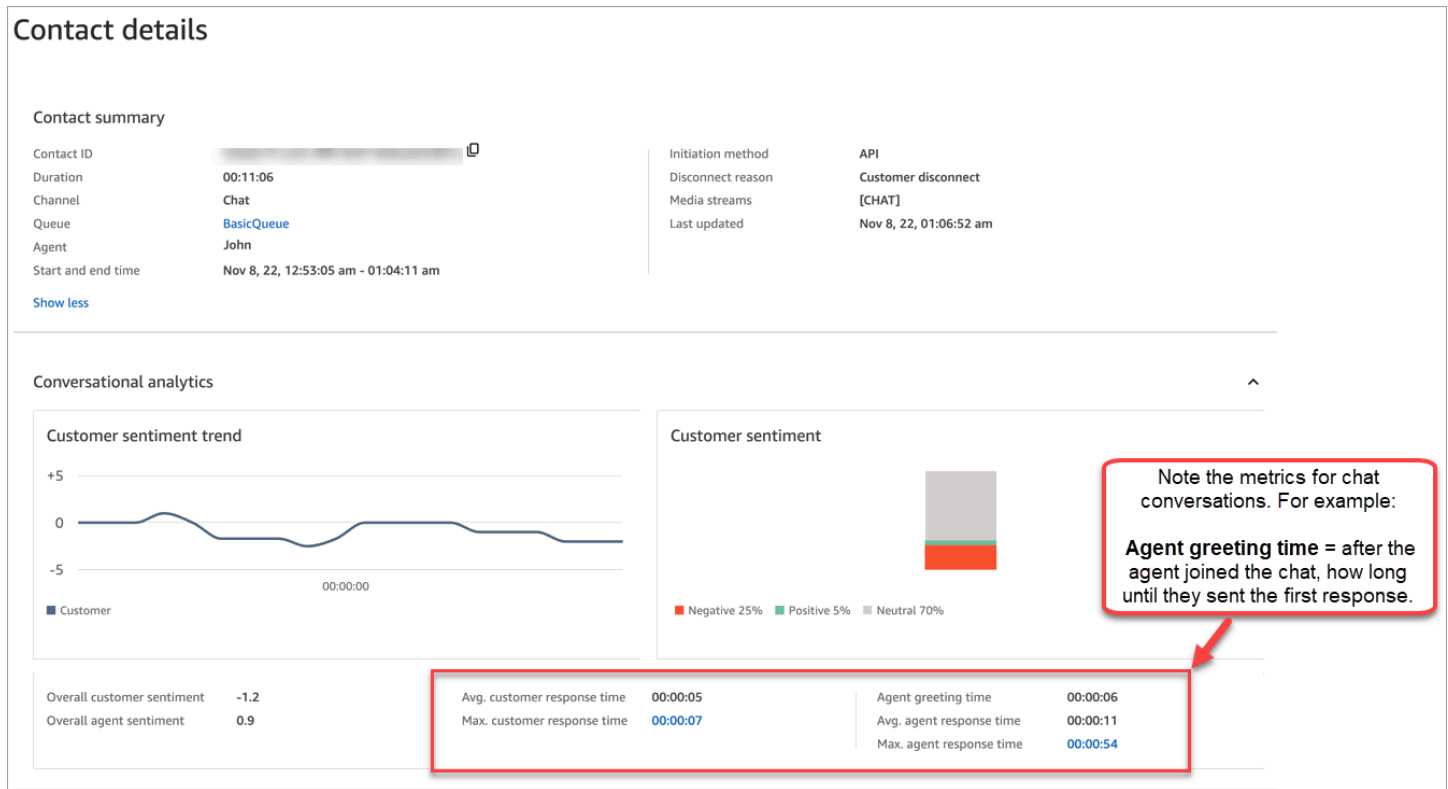 Contact details
Contact summary
Contact ID
Duration 00:11:06
Channel Chat
Queue BasicQueue
Agent John
Start and end time Nov 8, 22, 12:53:05 am - 01:04:11 am
Show less
Initiation method API
Disconnect reason Customer disconnect
Media streams [CHAT]
Last updated Nov 8, 22, 01:06:52 am
Conversational analytics
Customer sentiment trend
+5
0
-5
00:00:00
Customer
Customer sentiment
Negative 25% Positive 5% Neutral 70%
Note the metrics for chat
conversations. For example:
Agent greeting time = after the
agent joined the chat, how long
until they sent the first response.
Overall customer sentiment -1.2
Overall agent sentiment 0.9
Avg. customer response time 00:00:05
Max. customer response time 00:00:07
Agent greeting time 00:00:06
Avg. agent response time 00:00:11
Max. agent response time 00:00:54